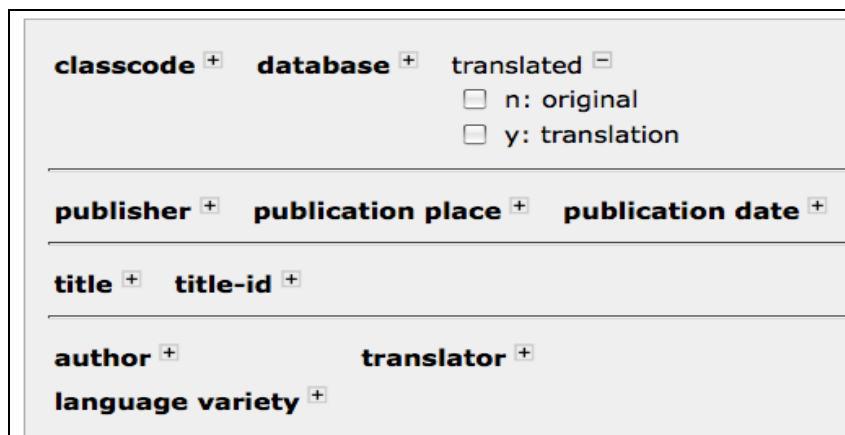 classcode + database + translated −
n: original
y: translation
publisher + publication place + publication date +
title + title-id +
author + translator +
language variety +